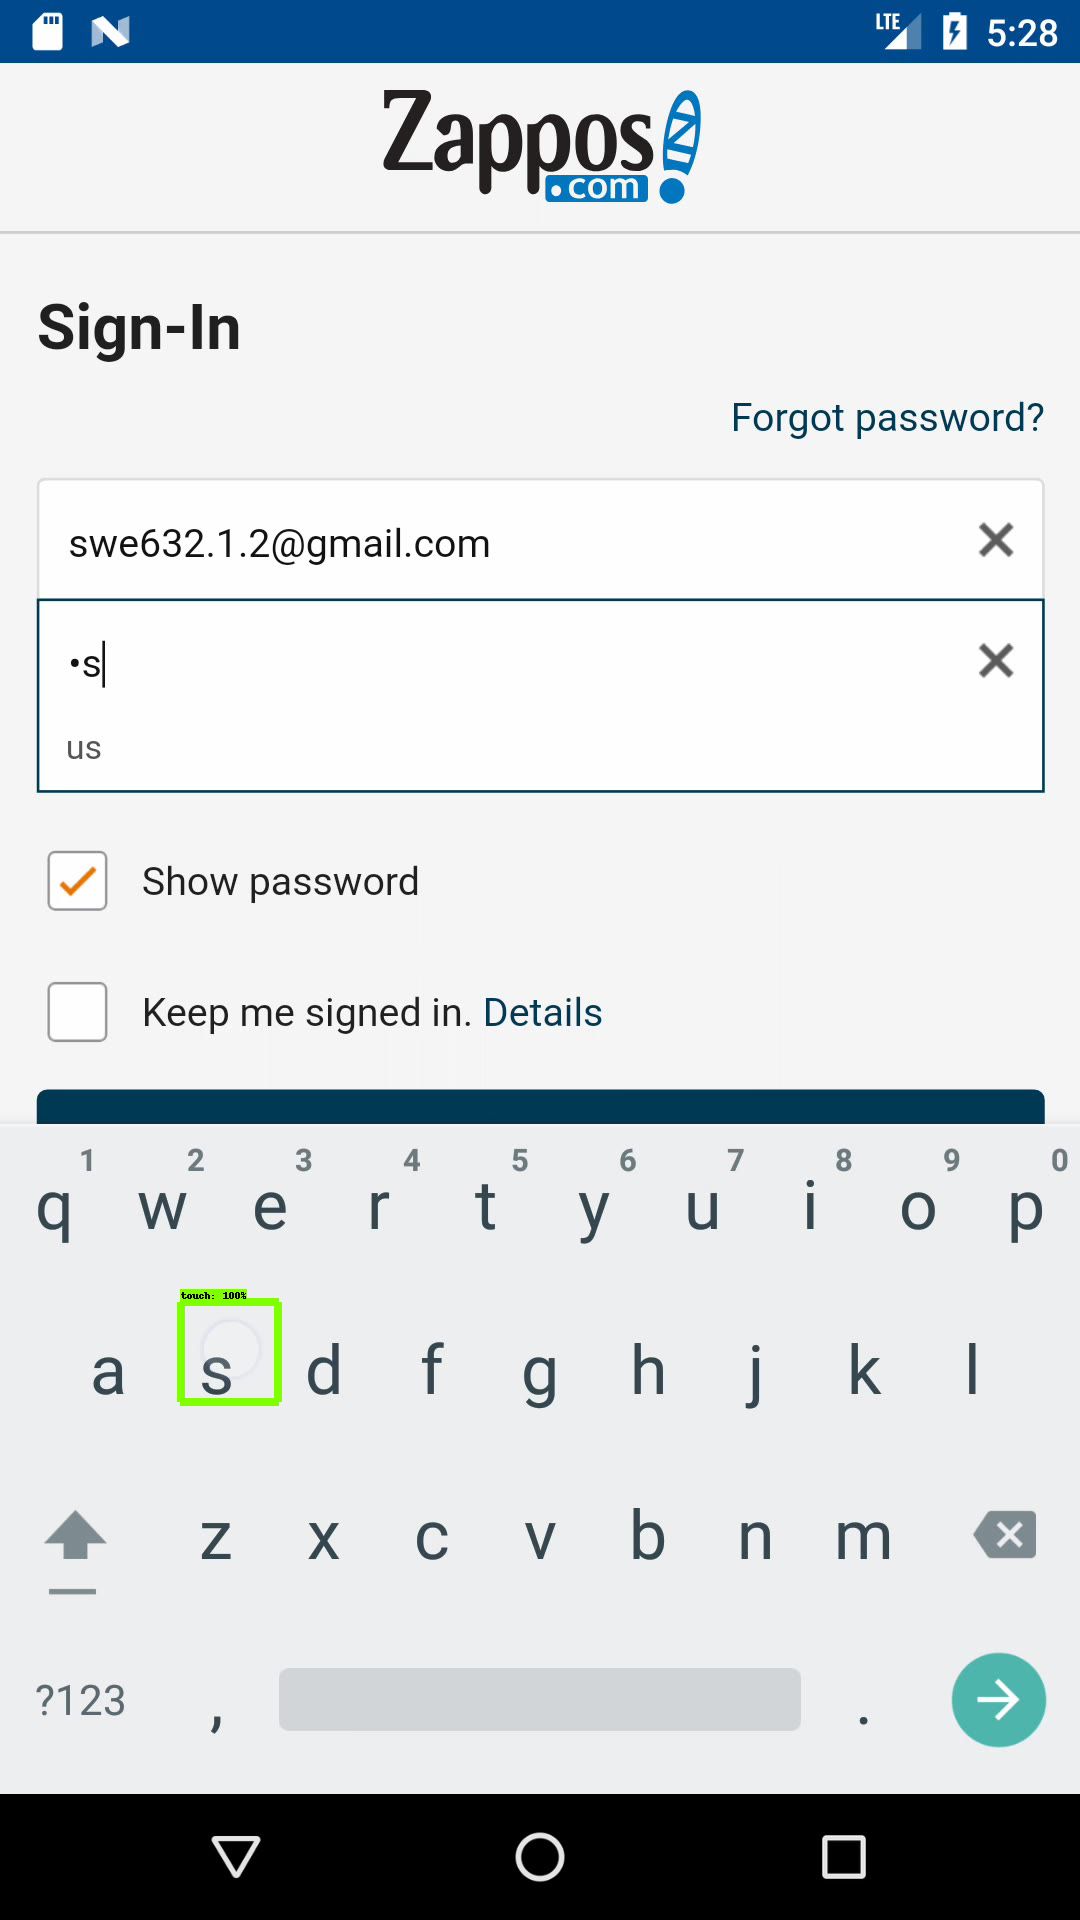 LTE 5:28
Zappos
.com
Sign-In
Forgot password?
swe632.1.2@gmail.com
•s
us
Show password
Keep me signed in. Details
1 2 3 4 5 6 7 8 9 0
q w e r t y u i o p
touch: 100%
a s d f g h j k l
z x c v b n m
?123 , .